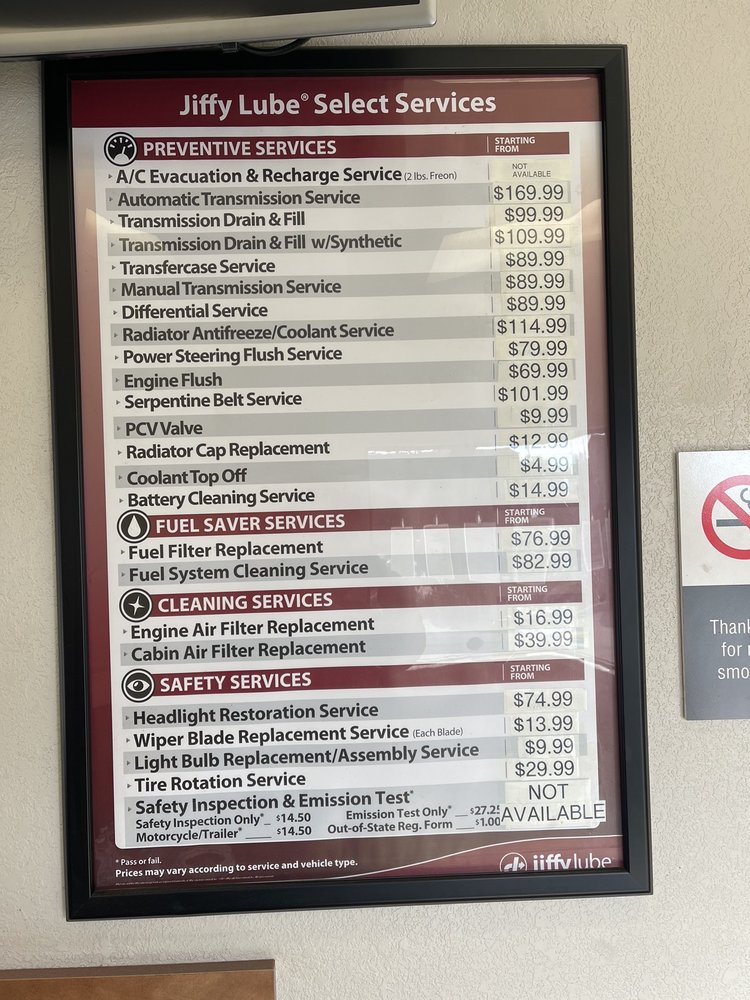 Jiffy Lube® Select Services
PREVENTIVE SERVICES STARTING FROM
A/C Evacuation & Recharge Service (2 lbs. Freon) NOT AVAILABLE
Automatic Transmission Service $169.99
Transmission Drain & Fill $99.99
Transmission Drain & Fill w/Synthetic $109.99
Transfercase Service $89.99
Manual Transmission Service $89.99
Differential Service $89.99
Radiator Antifreeze/Coolant Service $114.99
Power Steering Flush Service $79.99
Engine Flush $69.99
Serpentine Belt Service $101.99
PCV Valve $9.99
Radiator Cap Replacement $12.99
Coolant Top Off $4.99
Battery Cleaning Service $14.99
FUEL SAVER SERVICES STARTING FROM
Fuel Filter Replacement $76.99
Fuel System Cleaning Service $82.99
CLEANING SERVICES STARTING FROM
Engine Air Filter Replacement $16.99
Cabin Air Filter Replacement $39.99
SAFETY SERVICES STARTING FROM
Headlight Restoration Service $74.99
Wiper Blade Replacement Service (Each Blade) $13.99
Light Bulb Replacement/Assembly Service $9.99
Tire Rotation Service $29.99
Safety Inspection & Emission Test* NOT AVAILABLE
Safety Inspection Only* $14.50 Emission Test Only* $27.2
Motorcycle/Trailer* $14.50 Out-of-State Reg. Form $1.00
* Pass or fail.
Prices may vary according to service and vehicle type.
jiffy lube
Thank
for
smo